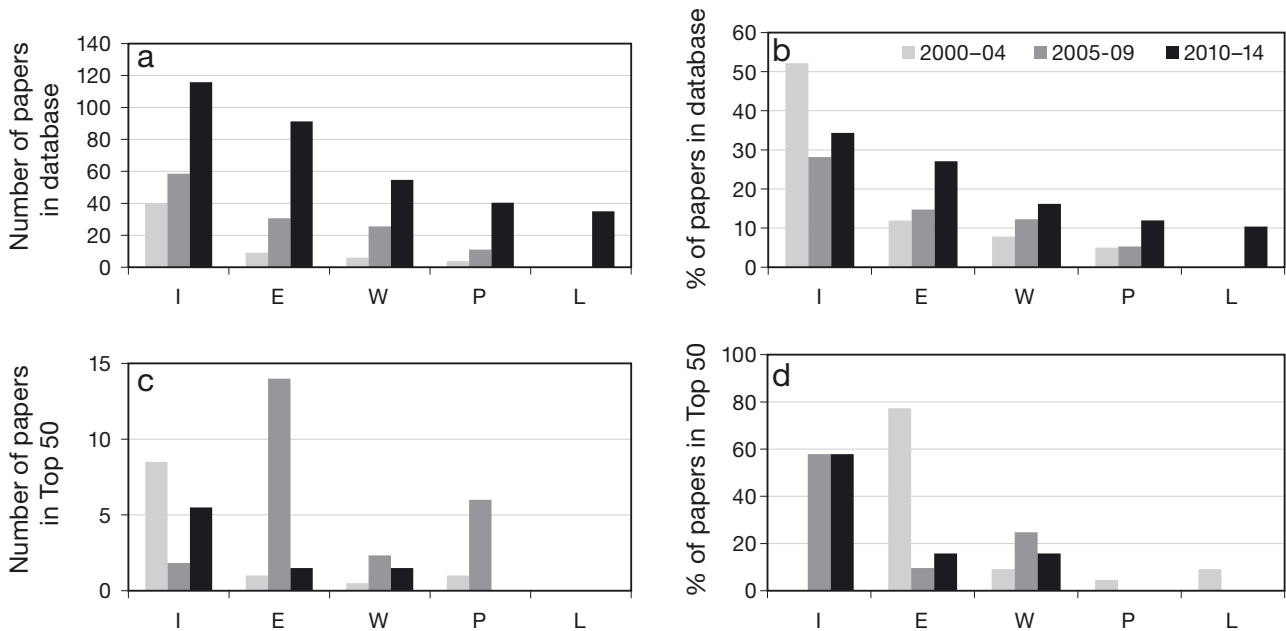 Number of papers
in database
a
140
120
100
80
60
40
20
0
I E W P L
% of papers in database
b
2000–04 2005-09 2010–14
60
50
40
30
20
10
0
I E W P L
Number of papers
in Top 50
c
15
10
5
0
I E W P L
% of papers in Top 50
d
100
80
60
40
20
0
I E W P L